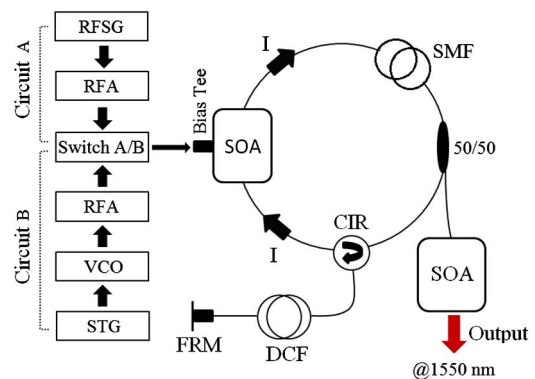 Circuit A
RFSG
RFA
Switch A/B
Circuit B
RFA
VCO
STG
Bias Tee
SOA
I
I
SMF
50/50
CIR
SOA
FRM
DCF
Output
@1550 nm